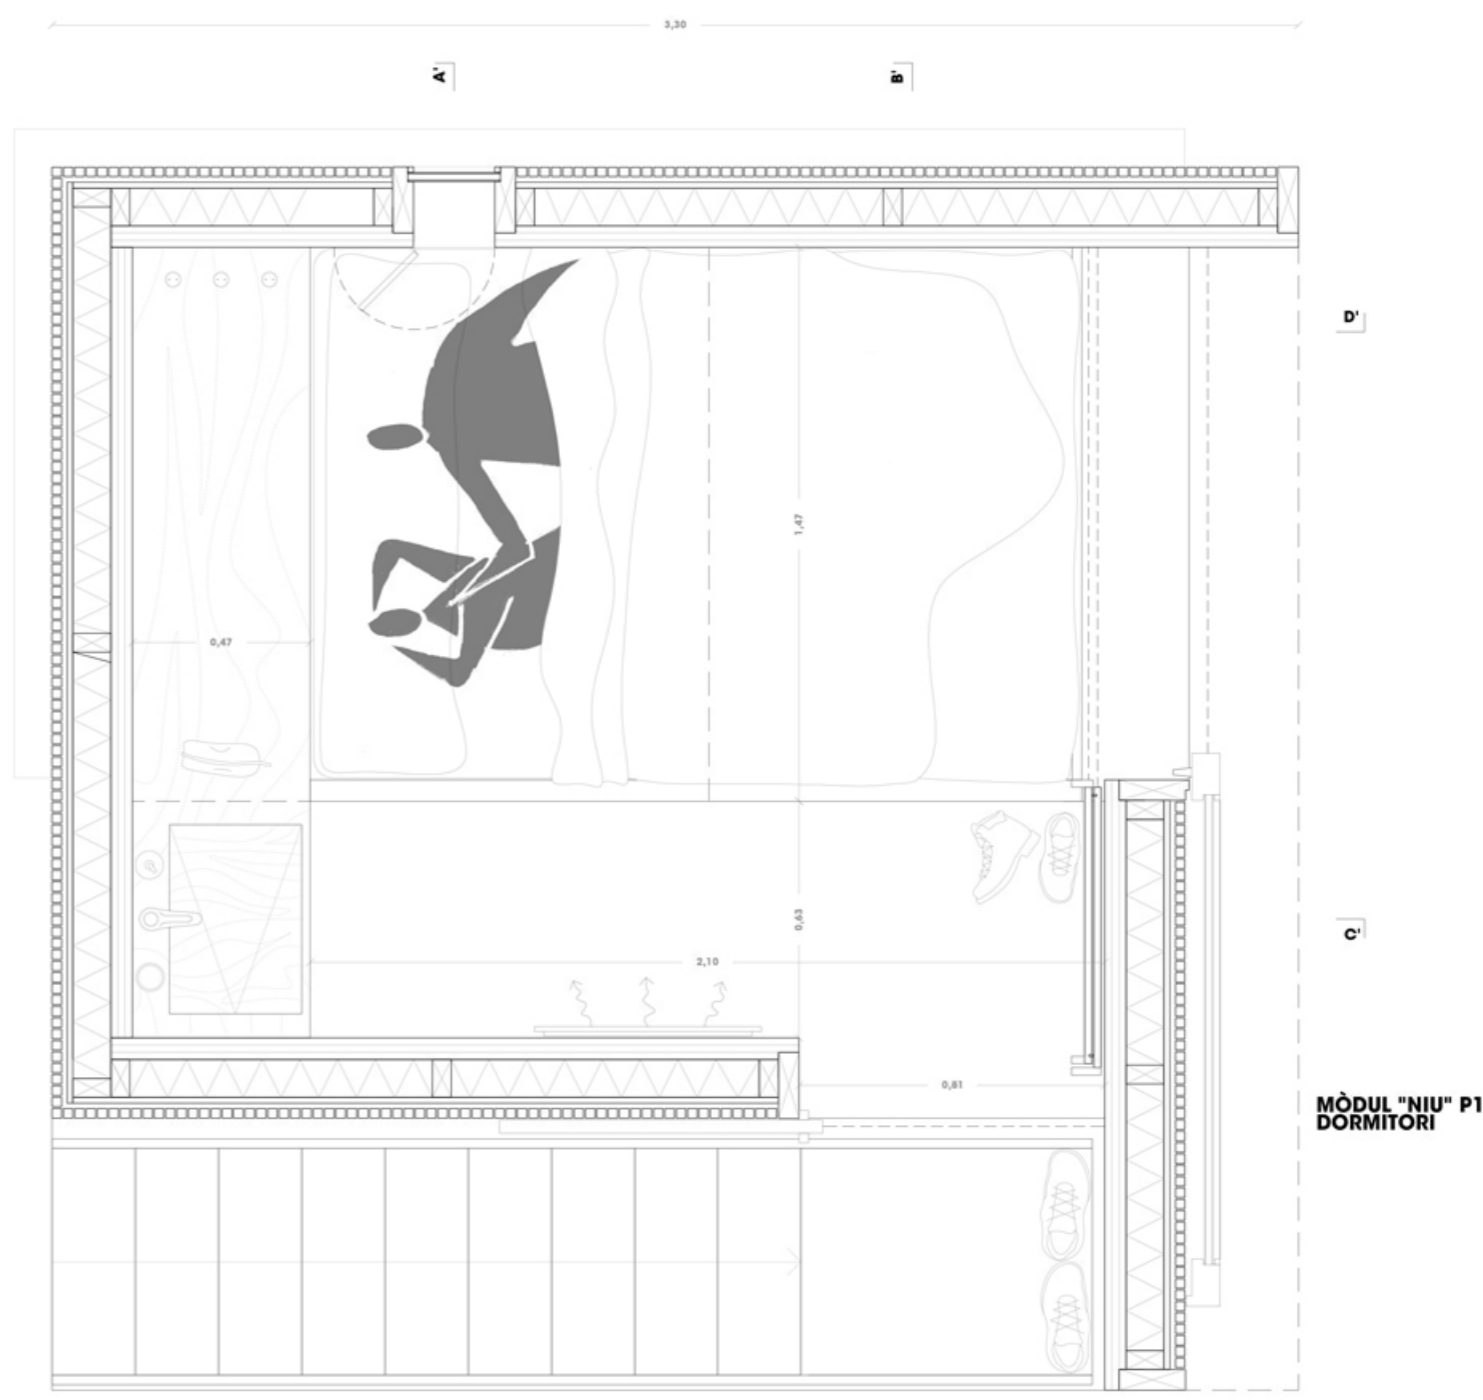 3,30
A'
B'
D'
1,47
0,47
0,63
C'
2,10
0,81
MÒDUL "NIU" P1
DORMITORI